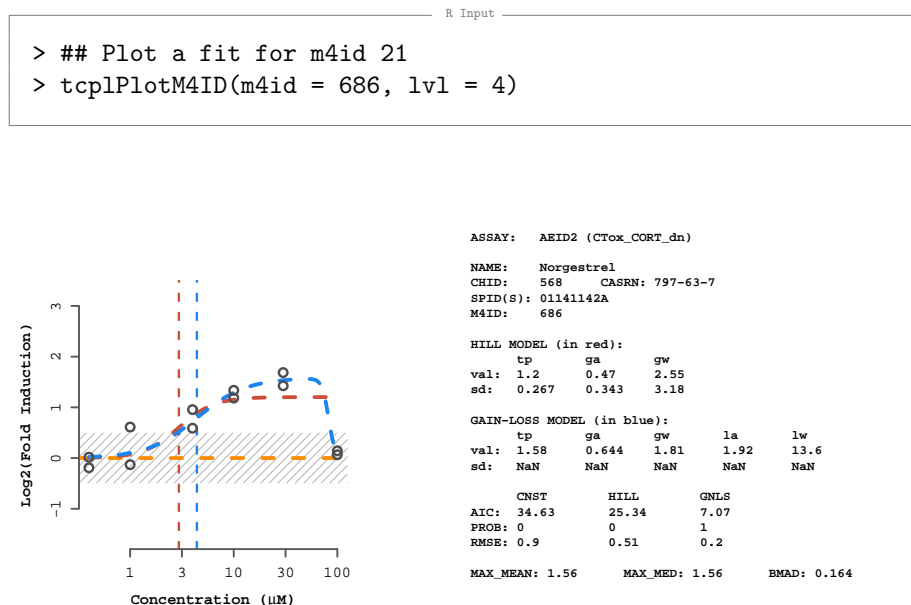 R Input
> ## Plot a fit for m4id 21
> tcplPlotM4ID(m4id = 686, lvl = 4)
ASSAY: AEID2 (CTox_CORT_dn)
NAME: Norgestrel
CHID: 568 CASRN: 797-63-7
SPID(S): 01141142A
M4ID: 686
HILL MODEL (in red):
tp ga gw
val: 1.2 0.47 2.55
sd: 0.267 0.343 3.18
GAIN-LOSS MODEL (in blue):
tp ga gw la lw
val: 1.58 0.644 1.81 1.92 13.6
sd: NaN NaN NaN NaN NaN
CNST HILL GNLS
AIC: 34.63 25.34 7.07
PROB: 0 0 1
RMSE: 0.9 0.51 0.2
MAX_MEAN: 1.56 MAX_MED: 1.56 BMAD: 0.164
Log2(Fold Induction)
3
2
1
0
-1
1 3 10 30 100
Concentration (µM)